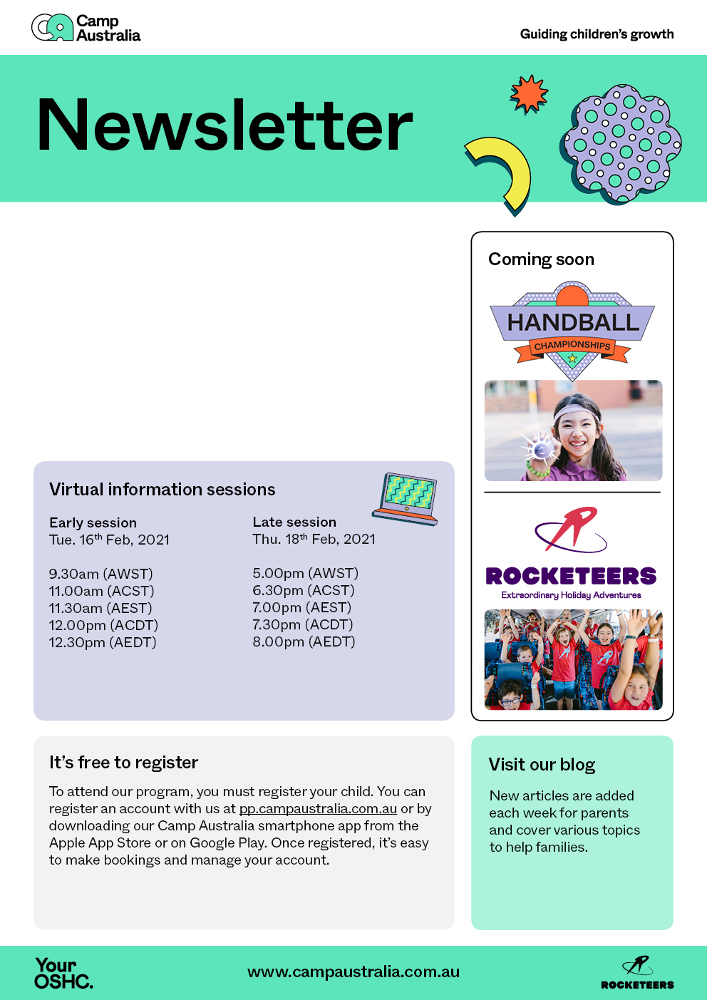 Camp
Australia
Guiding children's growth
Newsletter
Coming soon
HANDBALL
CHAMPIONSHIPS
ROCKETEERS
Extraordinary Holiday Adventures
Virtual information sessions
Early session
Tue. 16th Feb, 2021
9.30am (AWST)
11.00am (ACST)
11.30am (AEST)
12.00pm (ACDT)
12.30pm (AEDT)
Late session
Thu. 18th Feb, 2021
5.00pm (AWST)
6.30pm (ACST)
7.00pm (AEST)
7.30pm (ACDT)
8.00pm (AEDT)
It's free to register
To attend our program, you must register your child. You can
register an account with us at pp.campaustralia.com.au or by
downloading our Camp Australia smartphone app from the
Apple App Store or on Google Play. Once registered, it's easy
to make bookings and manage your account.
Visit our blog
New articles are added
each week for parents
and cover various topics
to help families.
Your
OSHC.
www.campaustralia.com.au
ROCKETEERS